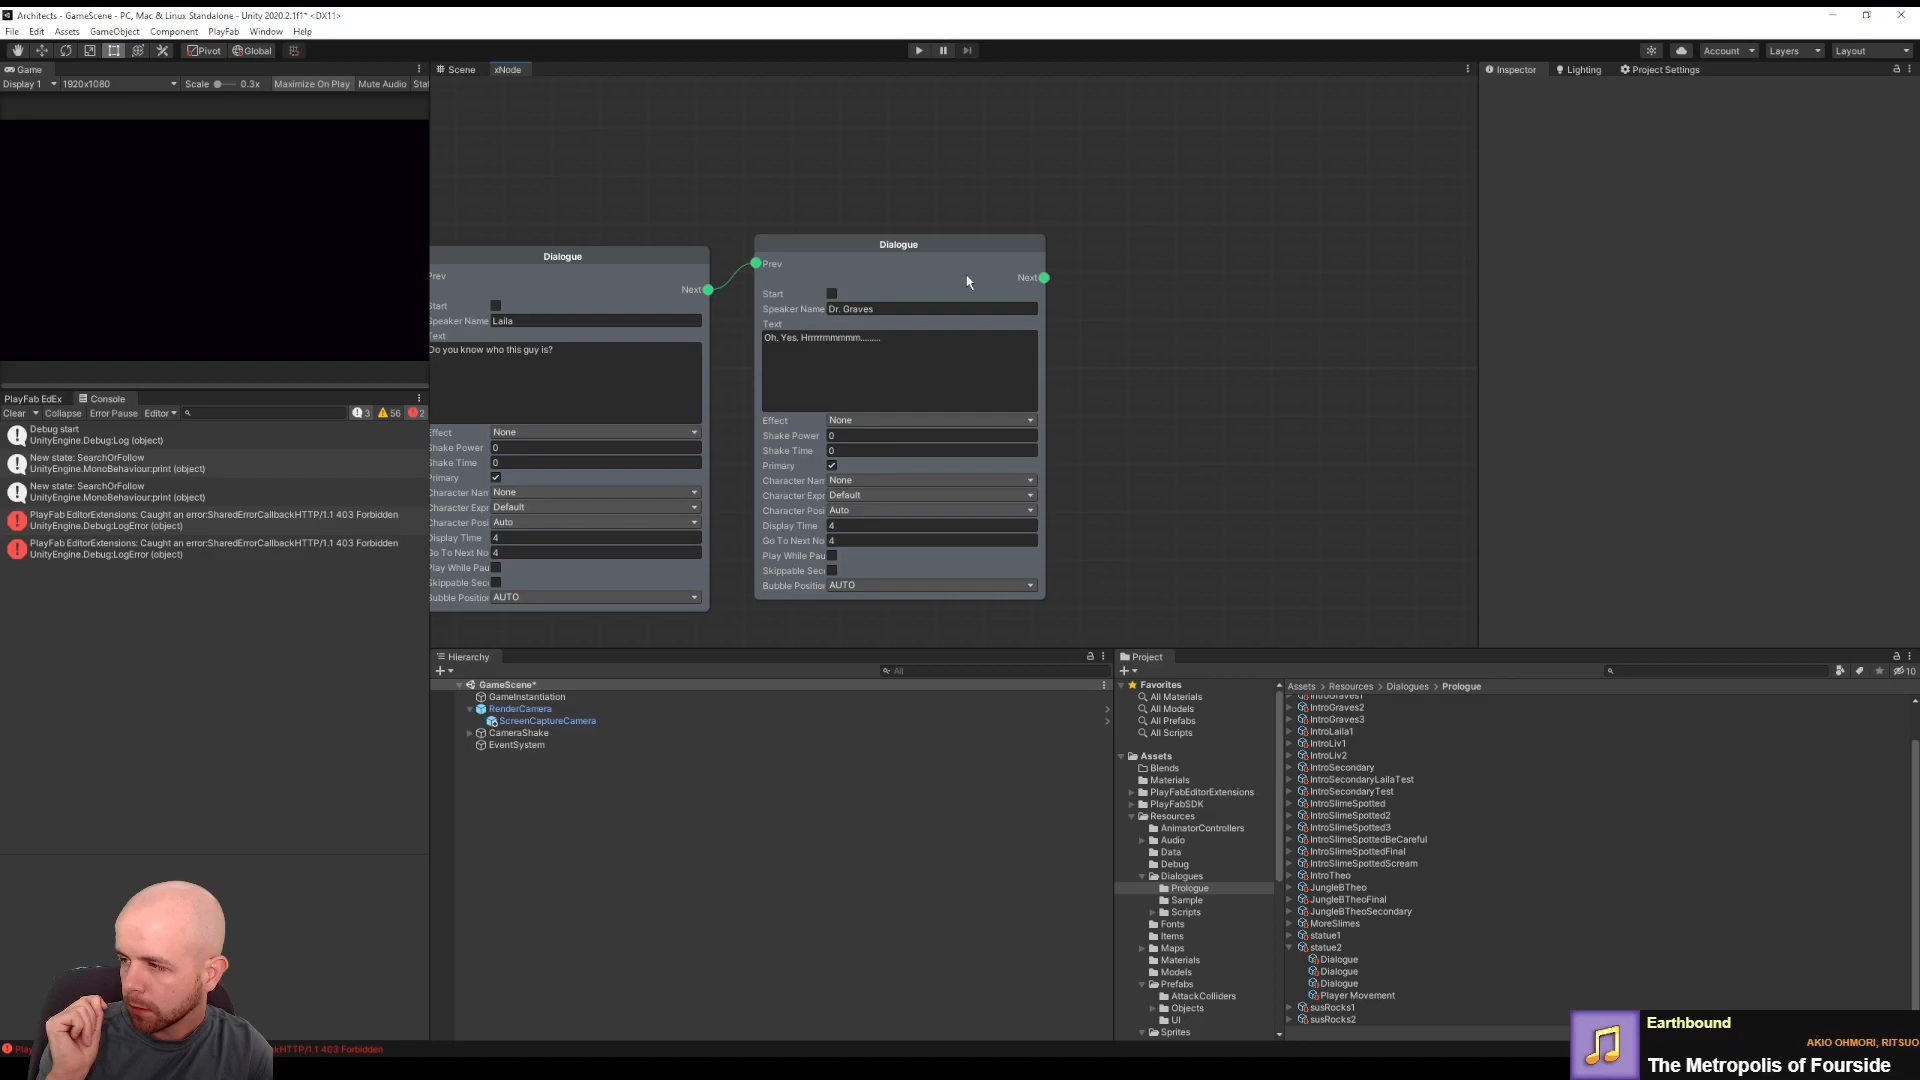 Architects - GameScene - PC, Mac & Linux Standalone - Unity 2020.2.1f1* <DX11>
File Edit Assets GameObject Component PlayFab Window Help
Pivot Global Account Layers Layout
Game
Display 1 1920x1080 Scale 0.3x Maximize On Play Mute Audio Stat
Scene xNode
Inspector Lighting Project Settings
Dialogue
Prev
Next
Start
Speaker Name Laila
Text
Do you know who this guy is?
Effect None
Shake Power 0
Shake Time 0
Primary
Character Nam None
Character Expr Default
Character Posi Auto
Display Time 4
Go To Next No 4
Play While Pau
Skippable Sec
Bubble Position AUTO
Dialogue
Prev
Next
Start
Speaker Name Dr. Graves
Text
Oh. Yes. Hrrrrrmmmmm.........
Effect None
Shake Power 0
Shake Time 0
Primary
Character Nam None
Character Expr Default
Character Posi Auto
Display Time 4
Go To Next No 4
Play While Pau
Skippable Sec
Bubble Position AUTO
PlayFab EdEx Console
Clear Collapse Error Pause Editor 3 56 2
Debug start
UnityEngine.Debug:Log (object)
New state: SearchOrFollow
UnityEngine.MonoBehaviour:print (object)
New state: SearchOrFollow
UnityEngine.MonoBehaviour:print (object)
PlayFab EditorExtensions: Caught an error:SharedErrorCallbackHTTP/1.1 403 Forbidden
UnityEngine.Debug:LogError (object)
PlayFab EditorExtensions: Caught an error:SharedErrorCallbackHTTP/1.1 403 Forbidden
UnityEngine.Debug:LogError (object)
Hierarchy
All
GameScene*
GameInstantiation
RenderCamera
ScreenCaptureCamera
CameraShake
EventSystem
Project
10
Favorites
All Materials
All Models
All Prefabs
All Scripts
Assets
Blends
Materials
PlayFabEditorExtensions
PlayFabSDK
Resources
AnimatorControllers
Audio
Data
Debug
Dialogues
Prologue
Sample
Scripts
Fonts
Items
Maps
Materials
Models
Prefabs
AttackColliders
Objects
UI
Sprites
Assets > Resources > Dialogues > Prologue
IntroGraves1
IntroGraves2
IntroGraves3
IntroLaila1
IntroLiv1
IntroLiv2
IntroSecondary
IntroSecondaryLailaTest
IntroSecondaryTest
IntroSlimeSpotted
IntroSlimeSpotted2
IntroSlimeSpotted3
IntroSlimeSpottedBeCareful
IntroSlimeSpottedFinal
IntroSlimeSpottedScream
IntroTheo
JungleBTheo
JungleBTheoFinal
JungleBTheoSecondary
MoreSlimes
statue1
statue2
Dialogue
Dialogue
Dialogue
Player Movement
susRocks1
susRocks2
Play
kHTTP/1.1 403 Forbidden
Earthbound
AKIO OHMORI, RITSUO
The Metropolis of Fourside